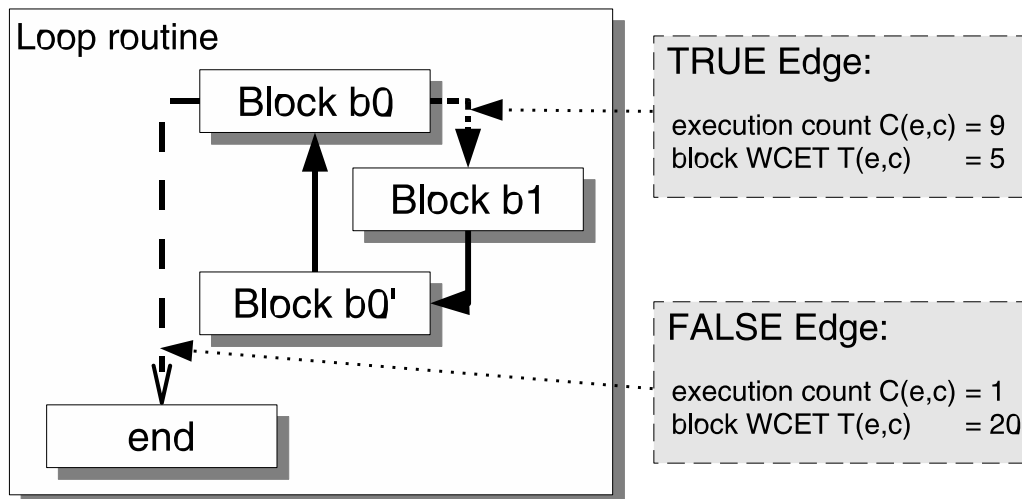 Loop routine
Block b0
Block b1
Block b0'
end
TRUE Edge:
execution count C(e,c) = 9
block WCET T(e,c) = 5
FALSE Edge:
execution count C(e,c) = 1
block WCET T(e,c) = 20